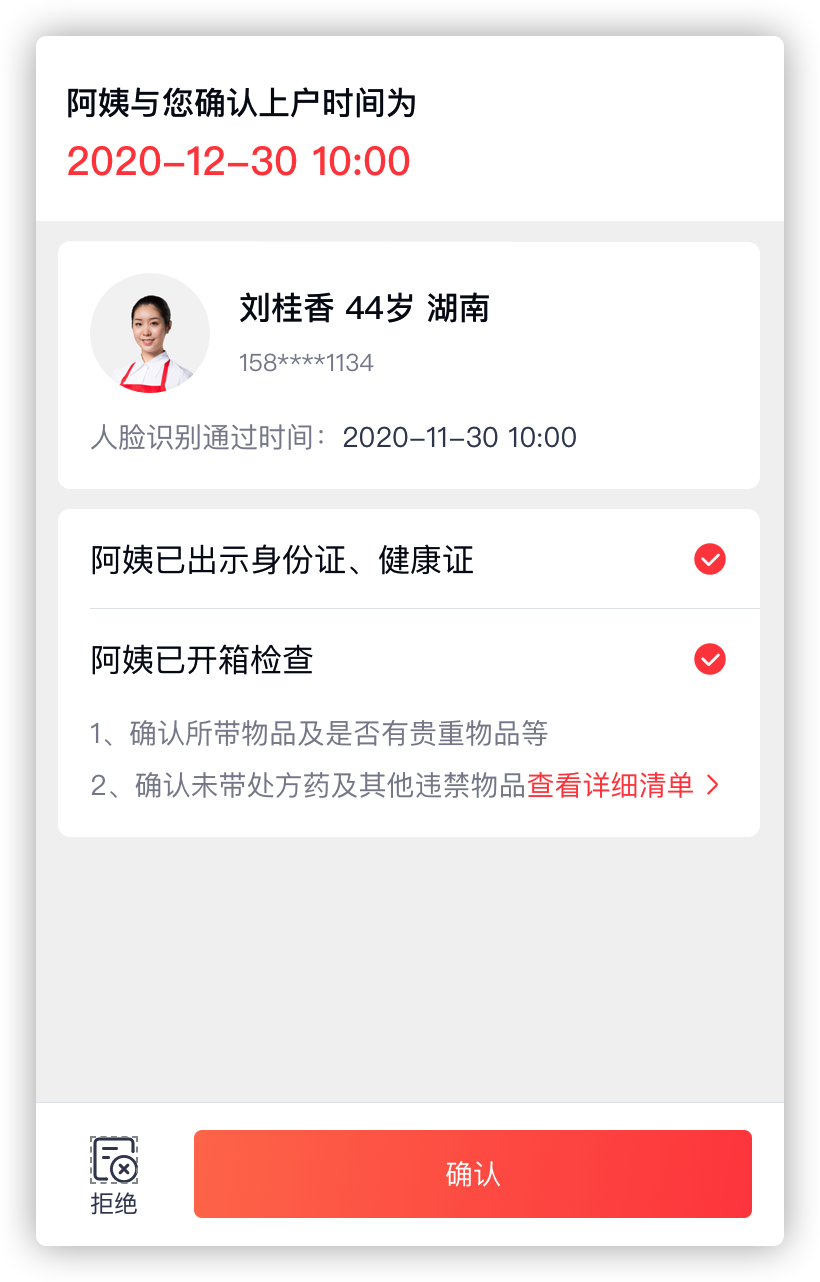 阿姨与您确认上户时间为
2020-12-30 10:00
刘桂香 44岁 湖南
158****1134
人脸识别通过时间：2020-11-30 10:00
阿姨已出示身份证、健康证
阿姨已开箱检查
1、确认所带物品及是否有贵重物品等
2、确认未带处方药及其他违禁物品查看详细清单
拒绝
确认